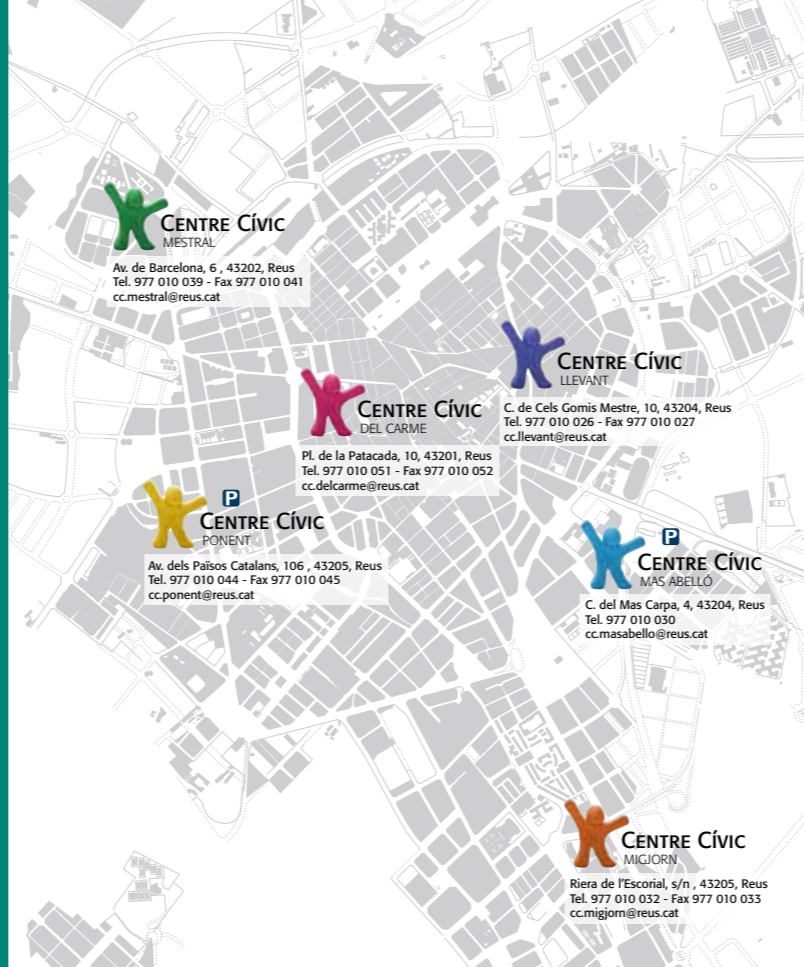 CENTRE CÍVIC
MESTRAL
Av. de Barcelona, 6 , 43202, Reus
Tel. 977 010 039 - Fax 977 010 041
cc.mestral@reus.cat
CENTRE CÍVIC
LLEVANT
C. de Cels Gomis Mestre, 10, 43204, Reus
Tel. 977 010 026 - Fax 977 010 027
cc.llevant@reus.cat
CENTRE CÍVIC
DEL CARME
Pl. de la Patacada, 10, 43201, Reus
Tel. 977 010 051 - Fax 977 010 052
cc.delcarme@reus.cat
P
CENTRE CÍVIC
PONENT
Av. dels Països Catalans, 106 , 43205, Reus
Tel. 977 010 044 - Fax 977 010 045
cc.ponent@reus.cat
P
CENTRE CÍVIC
MAS ABELLÓ
C. del Mas Carpa, 4, 43204, Reus
Tel. 977 010 030
cc.masabello@reus.cat
CENTRE CÍVIC
MIGJORN
Riera de l'Escorial, s/n , 43205, Reus
Tel. 977 010 032 - Fax 977 010 033
cc.migjorn@reus.cat